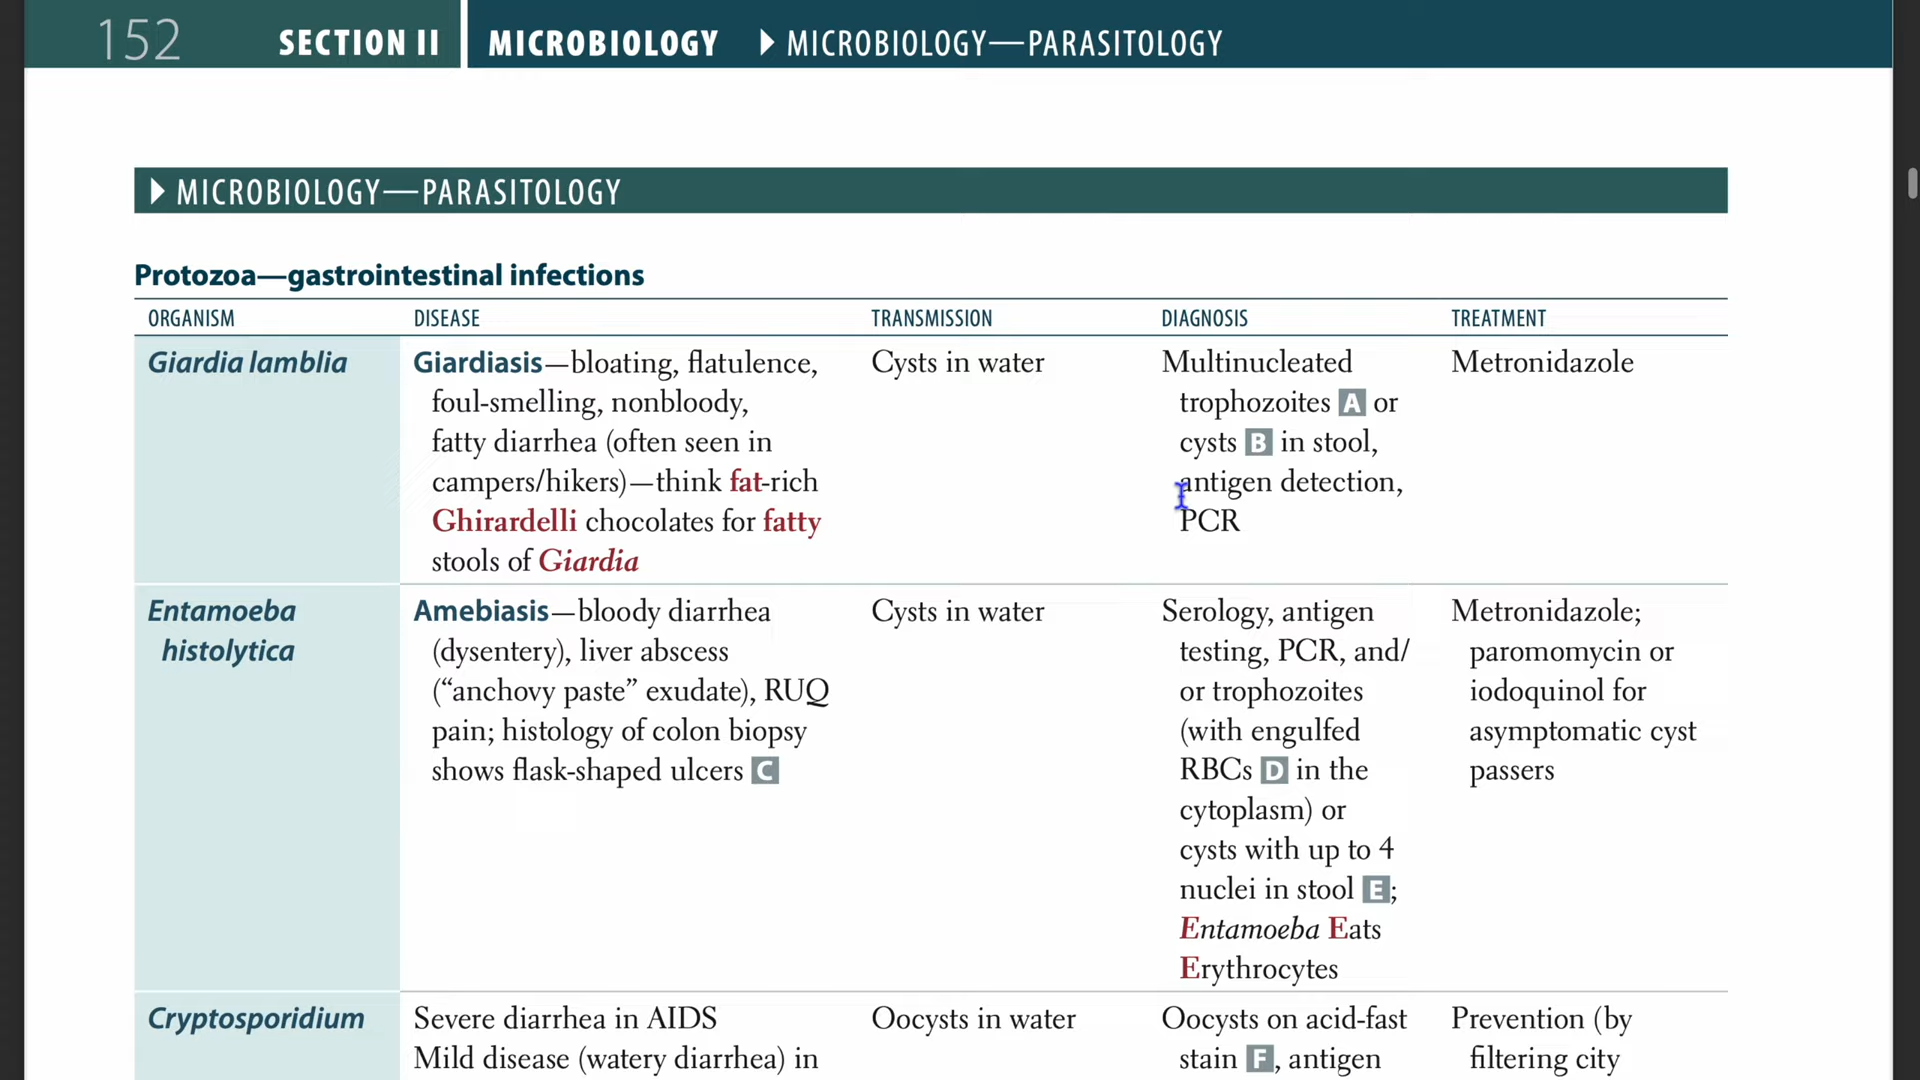 152 SECTION II MICROBIOLOGY ▶ MICROBIOLOGY—PARASITOLOGY
▶ MICROBIOLOGY—PARASITOLOGY
Protozoa—gastrointestinal infections
ORGANISM DISEASE TRANSMISSION DIAGNOSIS TREATMENT
Giardia lamblia
Giardiasis—bloating, flatulence,
foul-smelling, nonbloody,
fatty diarrhea (often seen in
campers/hikers)—think fat-rich
Ghirardelli chocolates for fatty
stools of Giardia
Cysts in water
Multinucleated
trophozoites A or
cysts B in stool,
antigen detection,
PCR
Metronidazole
Entamoeba
histolytica
Amebiasis—bloody diarrhea
(dysentery), liver abscess
(“anchovy paste” exudate), RUQ
pain; histology of colon biopsy
shows flask-shaped ulcers C
Cysts in water
Serology, antigen
testing, PCR, and/
or trophozoites
(with engulfed
RBCs D in the
cytoplasm) or
cysts with up to 4
nuclei in stool E;
Entamoeba Eats
Erythrocytes
Metronidazole;
paromomycin or
iodoquinol for
asymptomatic cyst
passers
Cryptosporidium
Severe diarrhea in AIDS
Mild disease (watery diarrhea) in
Oocysts in water
Oocysts on acid-fast
stain F, antigen
Prevention (by
filtering city